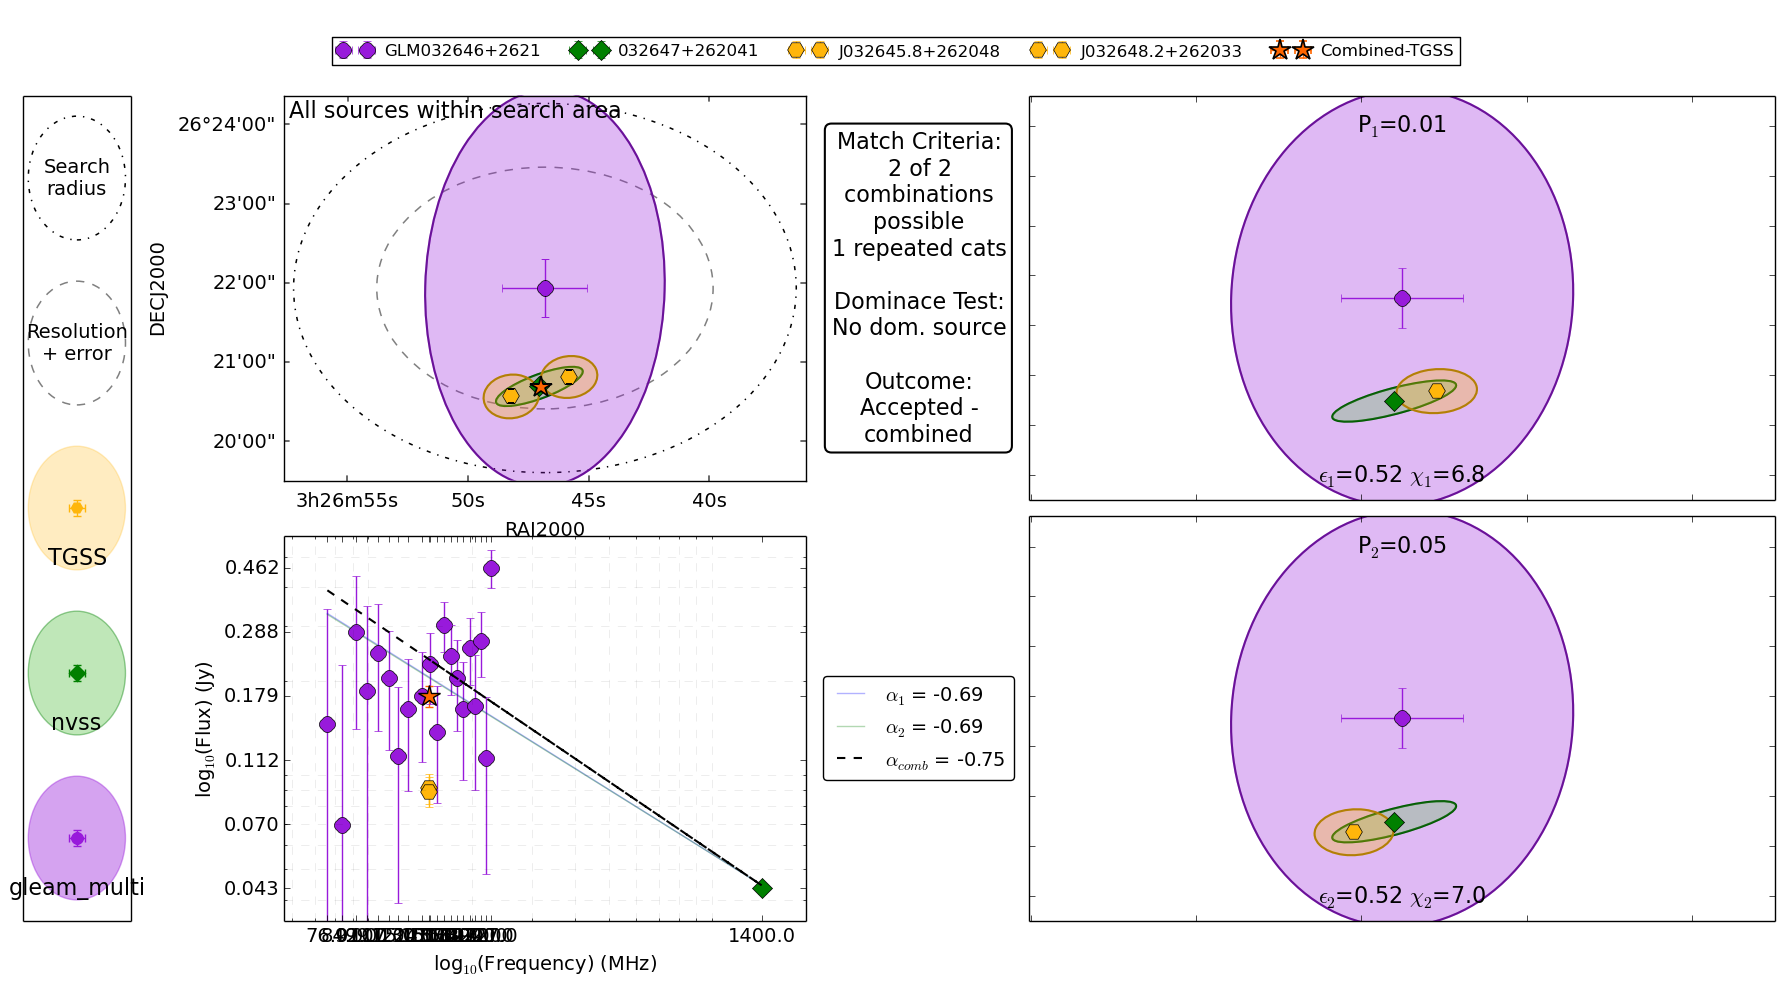 GLM032646+2621 032647+262041 J032645.8+262048 J032648.2+262033 Combined-TGSS
Search
radius
Resolution
+ error
TGSS
nvss
gleam_multi
All sources within search area
26°24'00"
23'00"
22'00"
21'00"
20'00"
DECJ2000
3h26m55s 50s 45s 40s
RAJ2000
Match Criteria:
2 of 2
combinations
possible
1 repeated cats
Dominace Test:
No dom. source
Outcome:
Accepted -
combined
P1=0.01
ϵ1=0.52 χ1=6.8
P2=0.05
ϵ2=0.52 χ2=7.0
0.462
0.288
0.179
0.112
0.070
0.043
log10(Flux) (Jy)
1400.0
log10(Frequency) (MHz)
α1 = -0.69
α2 = -0.69
αcomb = -0.75